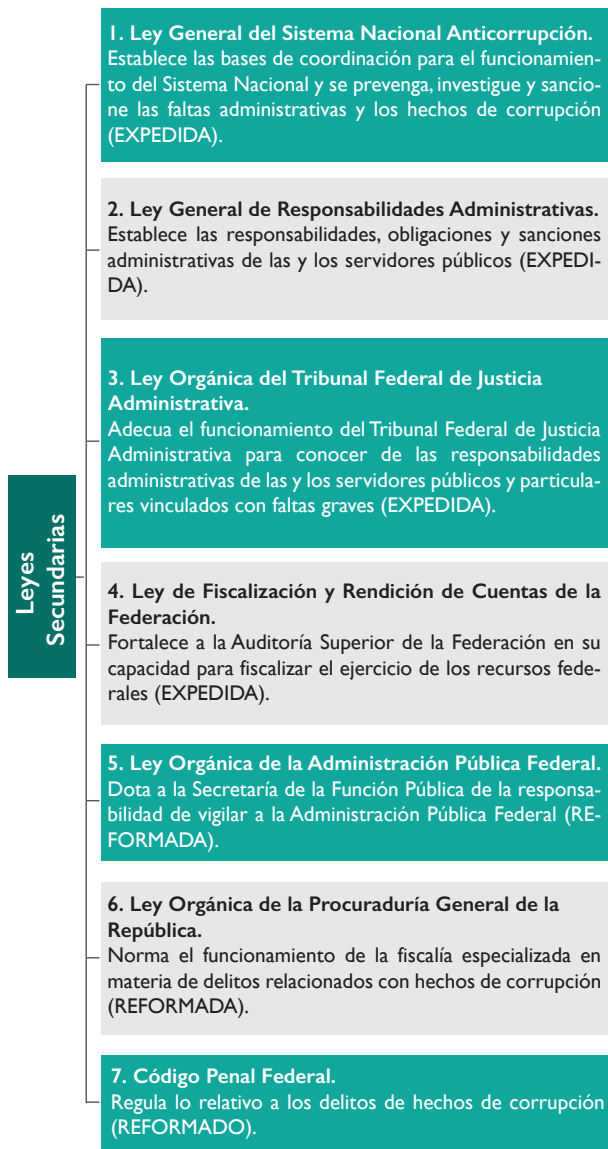 Leyes
Secundarias
1. Ley General del Sistema Nacional Anticorrupción.
Establece las bases de coordinación para el funcionamien-
to del Sistema Nacional y se prevenga, investigue y sancio-
ne las faltas administrativas y los hechos de corrupción
(EXPEDIDA).
2. Ley General de Responsabilidades Administrativas.
Establece las responsabilidades, obligaciones y sanciones
administrativas de las y los servidores públicos (EXPEDI-
DA).
3. Ley Orgánica del Tribunal Federal de Justicia
Administrativa.
Adecua el funcionamiento del Tribunal Federal de Justicia
Administrativa para conocer de las responsabilidades
administrativas de las y los servidores públicos y particula-
res vinculados con faltas graves (EXPEDIDA).
4. Ley de Fiscalización y Rendición de Cuentas de la
Federación.
Fortalece a la Auditoría Superior de la Federación en su
capacidad para fiscalizar el ejercicio de los recursos fede-
rales (EXPEDIDA).
5. Ley Orgánica de la Administración Pública Federal.
Dota a la Secretaría de la Función Pública de la responsa-
bilidad de vigilar a la Administración Pública Federal (RE-
FORMADA).
6. Ley Orgánica de la Procuraduría General de la
República.
Norma el funcionamiento de la fiscalía especializada en
materia de delitos relacionados con hechos de corrupción
(REFORMADA).
7. Código Penal Federal.
Regula lo relativo a los delitos de hechos de corrupción
(REFORMADO).